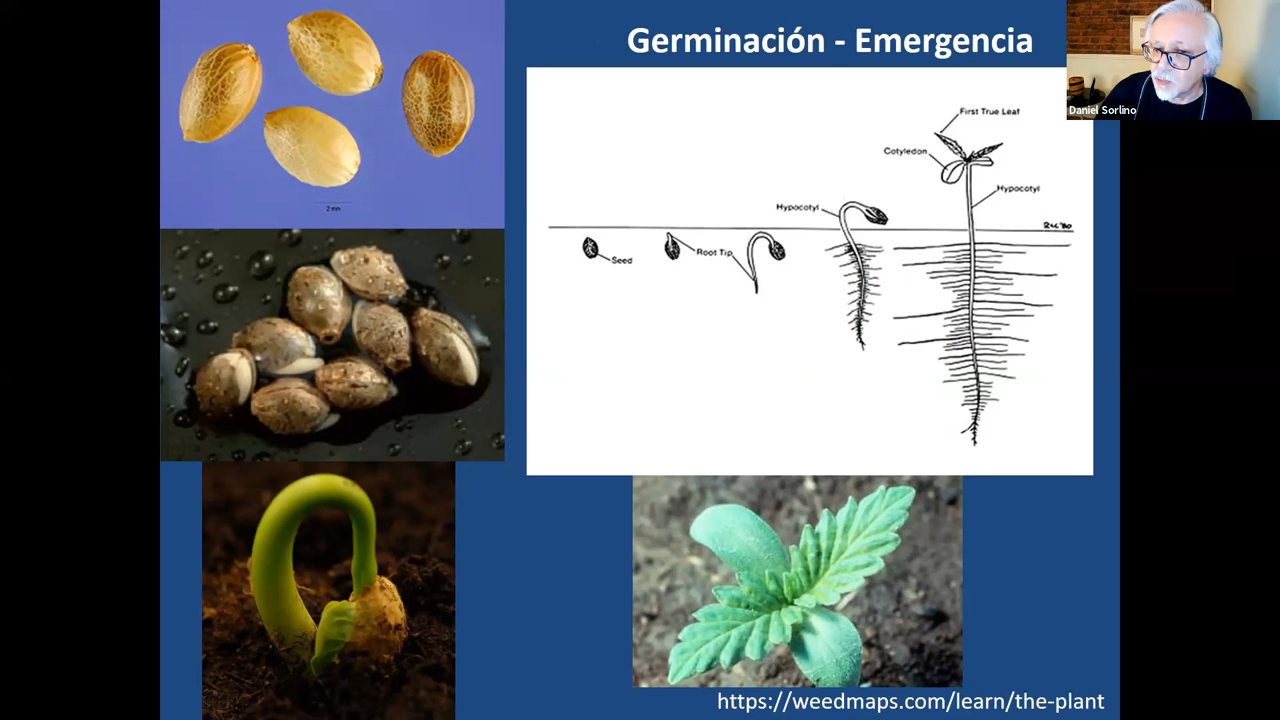 Germinación - Emergencia
Daniel Sorlino
2 mm
First True Leaf
Cotyledon
Hypocotyl
Hypocotyl
Seed
Root Tip
https://weedmaps.com/learn/the-plant